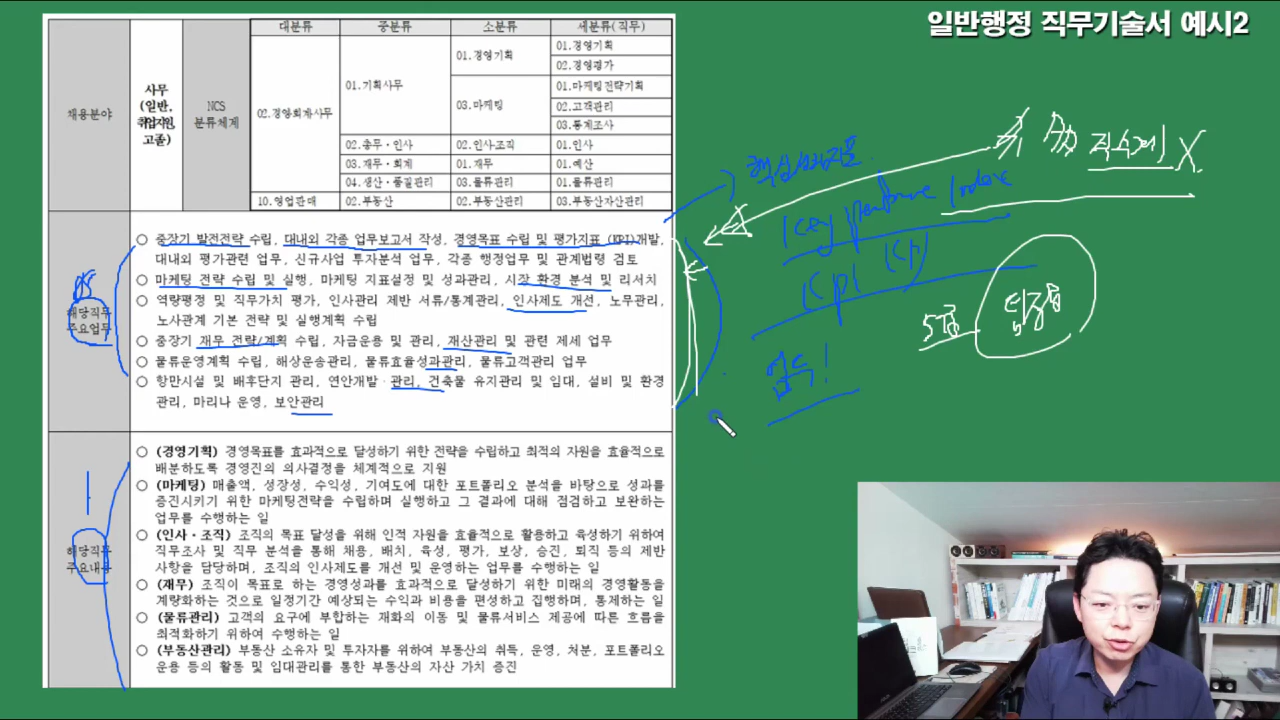 일반행정 직무기술서 예시2
대분류 중분류 소분류 세분류(직무)
채용분야
사무
(일반,
취업지원,
고졸)
NCS
분류체계
02.경영회계사무
01.기획사무
01.경영기획
01.경영기획
02.경영평가
03.마케팅
01.마케팅전략기획
02.고객관리
03.통계조사
02.총무·인사 02.인사·조직 01.인사
03.재무·회계 01.재무 01.예산
04.생산·품질관리 03.물류관리 01.물류관리
10.영업판매 02.부동산 02.부동산관리 03.부동산자산관리
해당직무
주요업무
○ 중장기 발전전략 수립, 대내외 각종 업무보고서 작성, 경영목표 수립 및 평가지표(KPI)개발,
대내외 평가관련 업무, 신규사업 투자분석 업무, 각종 행정업무 및 관계법령 검토
○ 마케팅 전략 수립 및 실행, 마케팅 지표설정 및 성과관리, 시장 환경 분석 및 리서치
○ 역량평정 및 직무가치 평가, 인사관리 제반 서류/통계관리, 인사제도 개선, 노무관리,
노사관계 기본 전략 및 실행계획 수립
○ 중장기 재무 전략/계획 수립, 자금운용 및 관리, 재산관리 및 관련 제세 업무
○ 물류운영계획 수립, 해상운송관리, 물류효율성과관리, 물류고객관리 업무
○ 항만시설 및 배후단지 관리, 연안개발·관리, 건축물 유지관리 및 임대, 설비 및 환경
관리, 마리나 운영, 보안관리
해당직무
주요내용
○ (경영기획) 경영목표를 효과적으로 달성하기 위한 전략을 수립하고 최적의 자원을 효율적으로
배분하도록 경영진의 의사결정을 체계적으로 지원
○ (마케팅) 매출액, 성장성, 수익성, 기여도에 대한 포트폴리오 분석을 바탕으로 성과를
증진시키기 위한 마케팅전략을 수립하며 실행하고 그 결과에 대해 점검하고 보완하는
업무를 수행하는 일
○ (인사·조직) 조직의 목표 달성을 위해 인적 자원을 효율적으로 활용하고 육성하기 위하여
직무조사 및 직무 분석을 통해 채용, 배치, 육성, 평가, 보상, 승진, 퇴직 등의 제반
사항을 담당하며, 조직의 인사제도를 개선 및 운영하는 업무를 수행하는 일
○ (재무) 조직이 목표로 하는 경영성과를 효과적으로 달성하기 위한 미래의 경영활동을
계량화하는 것으로 일정기간 예상되는 수익과 비용을 편성하고 집행하며, 통제하는 일
○ (물류관리) 고객의 요구에 부합하는 재화의 이동 및 물류서비스 제공에 따른 흐름을
최적화하기 위하여 수행하는 일
○ (부동산관리) 부동산 소유자 및 투자자를 위하여 부동산의 취득, 운영, 처분, 포트폴리오
운용 등의 활동 및 임대관리를 통한 부동산의 자산 가치 증진
핵심성과지표
Key Performance Index
KPI